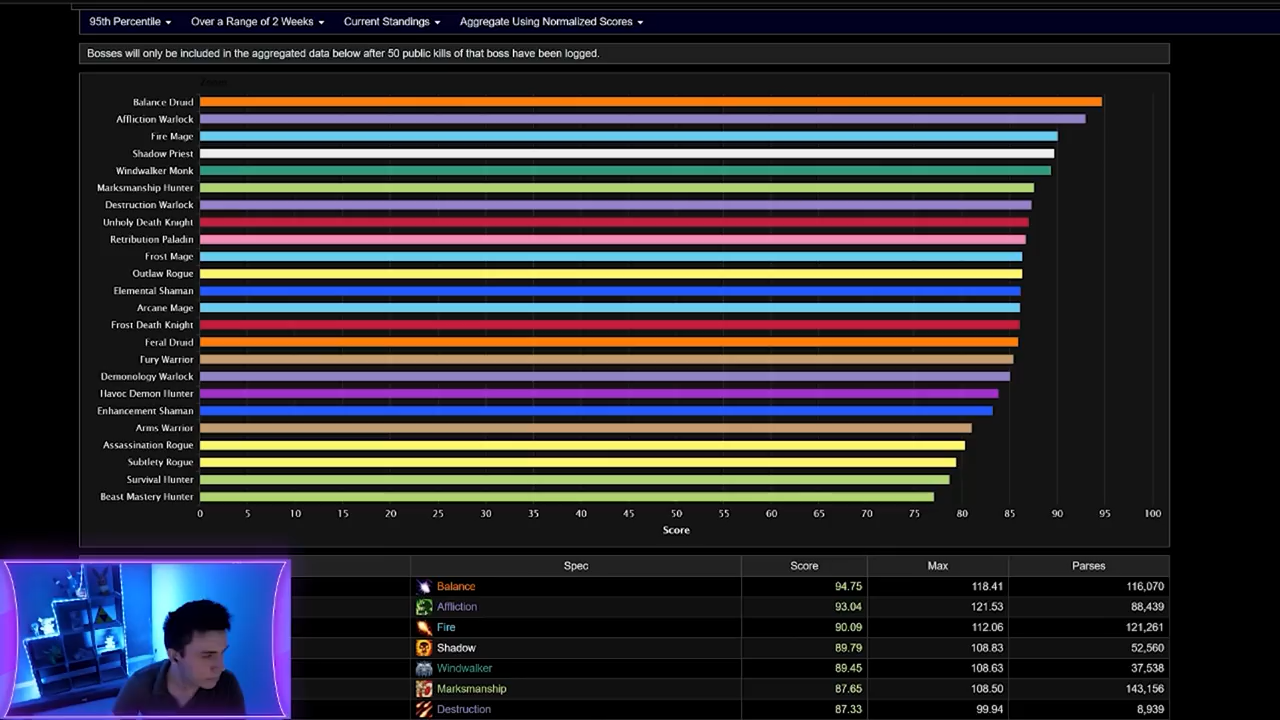 95th Percentile Over a Range of 2 Weeks Current Standings Aggregate Using Normalized Scores
Bosses will only be included in the aggregated data below after 50 public kills of that boss have been logged.
Balance Druid
Affliction Warlock
Fire Mage
Shadow Priest
Windwalker Monk
Marksmanship Hunter
Destruction Warlock
Unholy Death Knight
Retribution Paladin
Frost Mage
Outlaw Rogue
Elemental Shaman
Arcane Mage
Frost Death Knight
Feral Druid
Fury Warrior
Demonology Warlock
Havoc Demon Hunter
Enhancement Shaman
Arms Warrior
Assassination Rogue
Subtlety Rogue
Survival Hunter
Beast Mastery Hunter
0 5 10 15 20 25 30 35 40 45 50 55 60 65 70 75 80 85 90 95 100
Score
Spec Score Max Parses
Balance 94.75 118.41 116,070
Affliction 93.04 121.53 88,439
Fire 90.09 112.06 121,261
Shadow 89.79 108.83 52,560
Windwalker 89.45 108.63 37,538
Marksmanship 87.65 108.50 143,156
Destruction 87.33 99.94 8,939